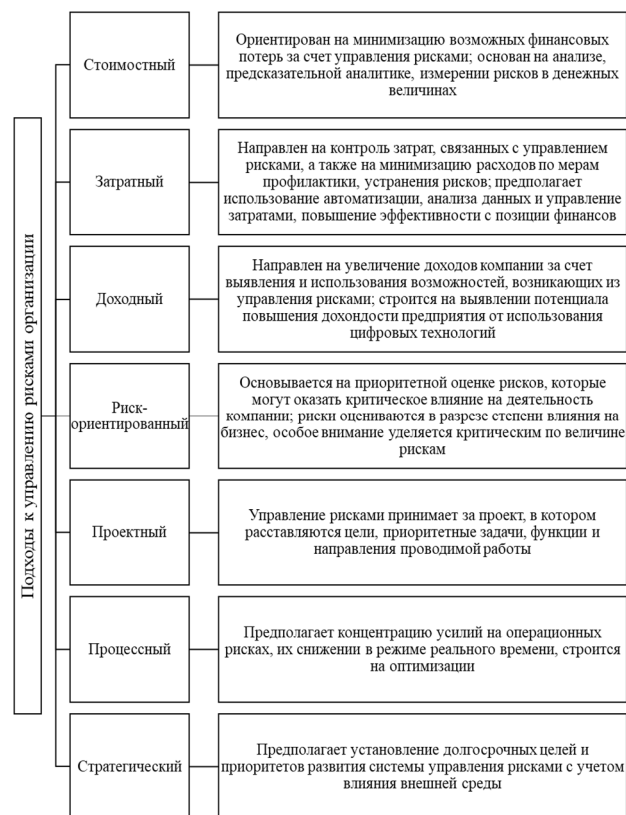 Подходы к управлению рисками организации
Стоимостный
Ориентирован на минимизацию возможных финансовых
потерь за счет управления рисками; основан на анализе,
предсказательной аналитике, измерении рисков в денежных
величинах
Затратный
Направлен на контроль затрат, связанных с управлением
рисками, а также на минимизацию расходов по мерам
профилактики, устранения рисков; предполагает
использование автоматизации, анализа данных и управление
затратами, повышение эффективности с позиции финансов
Доходный
Направлен на увеличение доходов компании за счет
выявления и использования возможностей, возникающих из
управления рисками; строится на выявлении потенциала
повышения дохондости предприятия от использования
цифровых технологий
Риск-
ориентированный
Основывается на приоритетной оценке рисков, которые
могут оказать критическое влияние на деятельность
компании; риски оцениваются в разрезе степени влияния на
бизнес, особое внимание уделяется критическим по величине
рискам
Проектный
Управление рисками принимает за проект, в котором
расставляются цели, приоритетные задачи, функции и
направления проводимой работы
Процессный
Предполагает концентрацию усилий на операционных
рисках, их снижении в режиме реального времени, строится
на оптимизации
Стратегический
Предполагает установление долгосрочных целей и
приоритетов развития системы управления рисками с учетом
влияния внешней среды